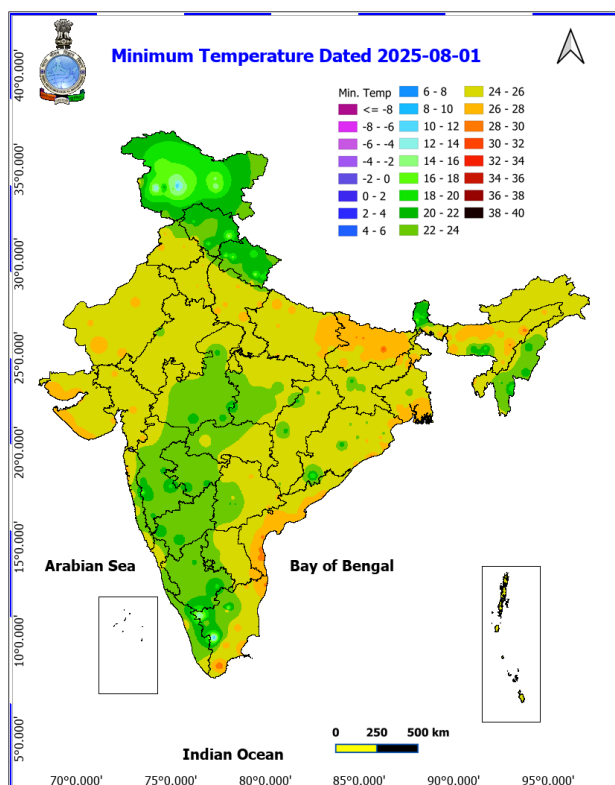 Minimum Temperature Dated 2025-08-01
Min. Temp
<= -8
-8 - -6
-6 - -4
-4 - -2
-2 - 0
0 - 2
2 - 4
4 - 6
6 - 8
8 - 10
10 - 12
12 - 14
14 - 16
16 - 18
18 - 20
20 - 22
22 - 24
24 - 26
26 - 28
28 - 30
30 - 32
32 - 34
34 - 36
36 - 38
38 - 40
40°0.000'
35°0.000'
30°0.000'
25°0.000'
20°0.000'
15°0.000'
10°0.000'
5°0.000'
Arabian Sea
Bay of Bengal
Indian Ocean
0 250 500 km
70°0.000' 75°0.000' 80°0.000' 85°0.000' 90°0.000' 95°0.000'